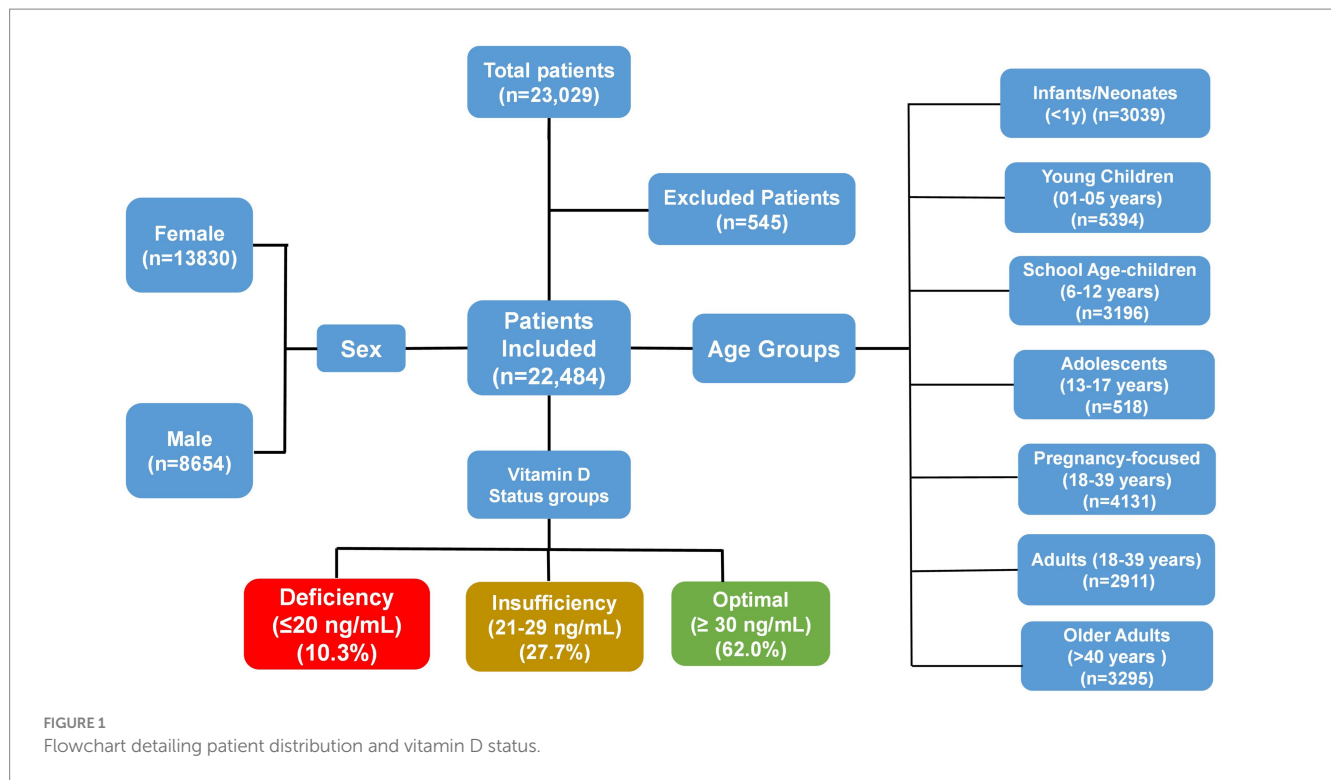 Total patients
(n=23,029)
Excluded Patients
(n=545)
Female
(n=13830)
Male
(n=8654)
Sex
Patients
Included
(n=22,484)
Age Groups
Vitamin D
Status groups
Deficiency
(≤20 ng/mL)
(10.3%)
Insufficiency
(21-29 ng/mL)
(27.7%)
Optimal
(≥ 30 ng/mL)
(62.0%)
Infants/Neonates
(<1y) (n=3039)
Young Children
(01-05 years)
n=5394)
School Age-children
(6-12 years)
n=3196)
Adolescents
(13-17 years)
(n=518)
Pregnancy-focused
(18-39 years)
(n=4131)
Adults (18-39 years)
(n=2911)
Older Adults
(>40 years )
(n=3295)
FIGURE 1
Flowchart detailing patient distribution and vitamin D status.